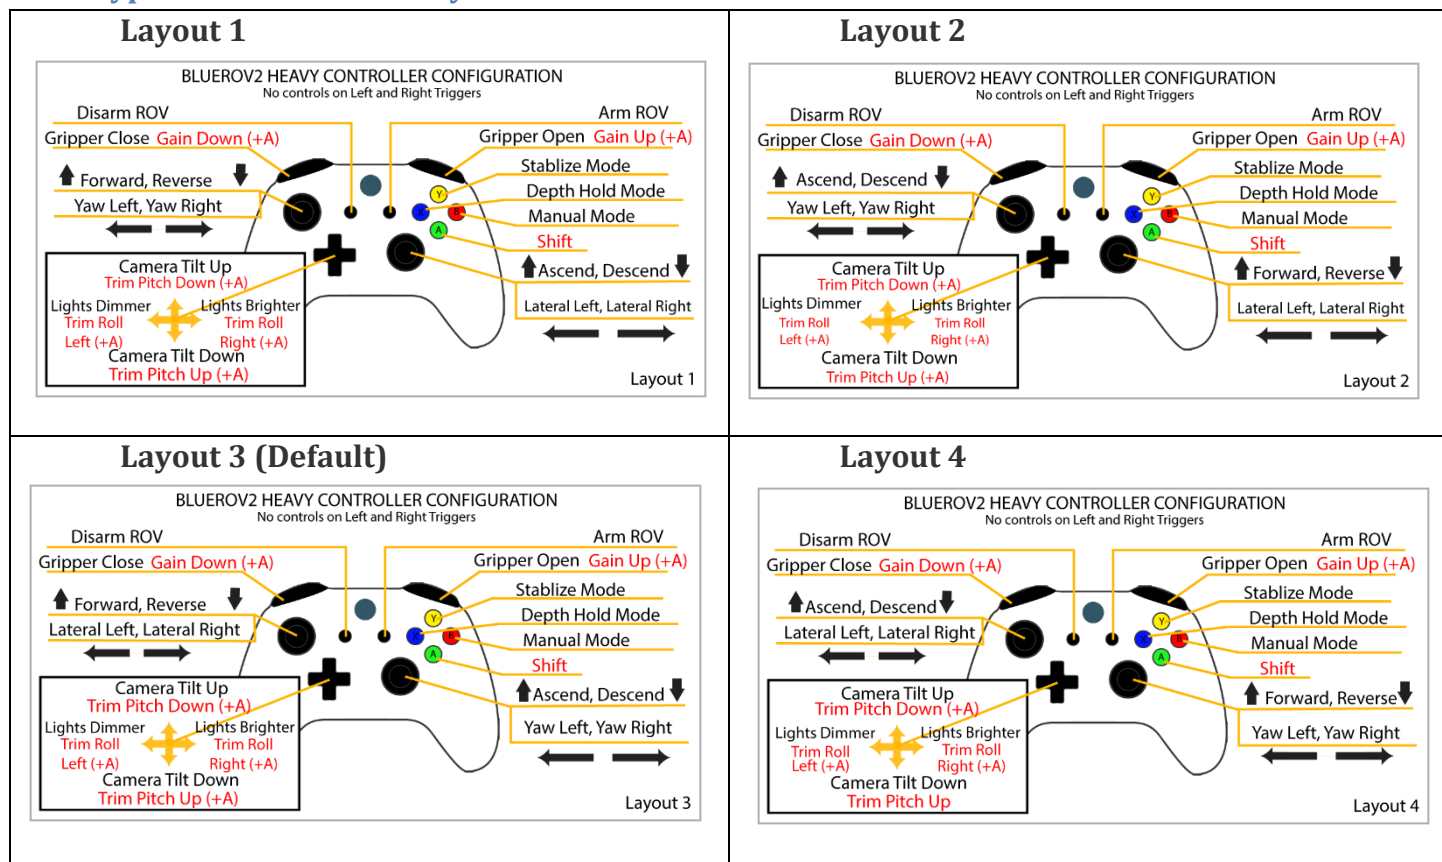 Layout 1
BLUEROV2 HEAVY CONTROLLER CONFIGURATION
No controls on Left and Right Triggers
Disarm ROV
Arm ROV
Gripper Close Gain Down (+A)
Gripper Open Gain Up (+A)
Stablize Mode
Forward, Reverse
Depth Hold Mode
Yaw Left, Yaw Right
Manual Mode
Y
X
B
A
Shift
Camera Tilt Up
Trim Pitch Down (+A)
Ascend, Descend
Lights Dimmer
Lights Brighter
Lateral Left, Lateral Right
Trim Roll
Left (+A)
Trim Roll
Right (+A)
Camera Tilt Down
Trim Pitch Up (+A)
Layout 1
Layout 2
BLUEROV2 HEAVY CONTROLLER CONFIGURATION
No controls on Left and Right Triggers
Disarm ROV
Arm ROV
Gripper Close Gain Down (+A)
Gripper Open Gain Up (+A)
Stablize Mode
Ascend, Descend
Depth Hold Mode
Yaw Left, Yaw Right
Manual Mode
Y
X
B
A
Shift
Camera Tilt Up
Trim Pitch Down (+A)
Forward, Reverse
Lights Dimmer
Lights Brighter
Lateral Left, Lateral Right
Trim Roll
Left (+A)
Trim Roll
Right (+A)
Camera Tilt Down
Trim Pitch Up (+A)
Layout 2
Layout 3 (Default)
BLUEROV2 HEAVY CONTROLLER CONFIGURATION
No controls on Left and Right Triggers
Disarm ROV
Arm ROV
Gripper Close Gain Down (+A)
Gripper Open Gain Up (+A)
Stablize Mode
Forward, Reverse
Depth Hold Mode
Lateral Left, Lateral Right
Manual Mode
Y
X
B
A
Shift
Camera Tilt Up
Trim Pitch Down (+A)
Ascend, Descend
Lights Dimmer
Lights Brighter
Yaw Left, Yaw Right
Trim Roll
Left (+A)
Trim Roll
Right (+A)
Camera Tilt Down
Trim Pitch Up (+A)
Layout 3
Layout 4
BLUEROV2 HEAVY CONTROLLER CONFIGURATION
No controls on Left and Right Triggers
Disarm ROV
Arm ROV
Gripper Close Gain Down (+A)
Gripper Open Gain Up (+A)
Stablize Mode
Ascend, Descend
Depth Hold Mode
Lateral Left, Lateral Right
Manual Mode
Y
X
B
A
Shift
Camera Tilt Up
Trim Pitch Down (+A)
Forward, Reverse
Lights Dimmer
Lights Brighter
Yaw Left, Yaw Right
Trim Roll
Left (+A)
Trim Roll
Right (+A)
Camera Tilt Down
Trim Pitch Up
Layout 4